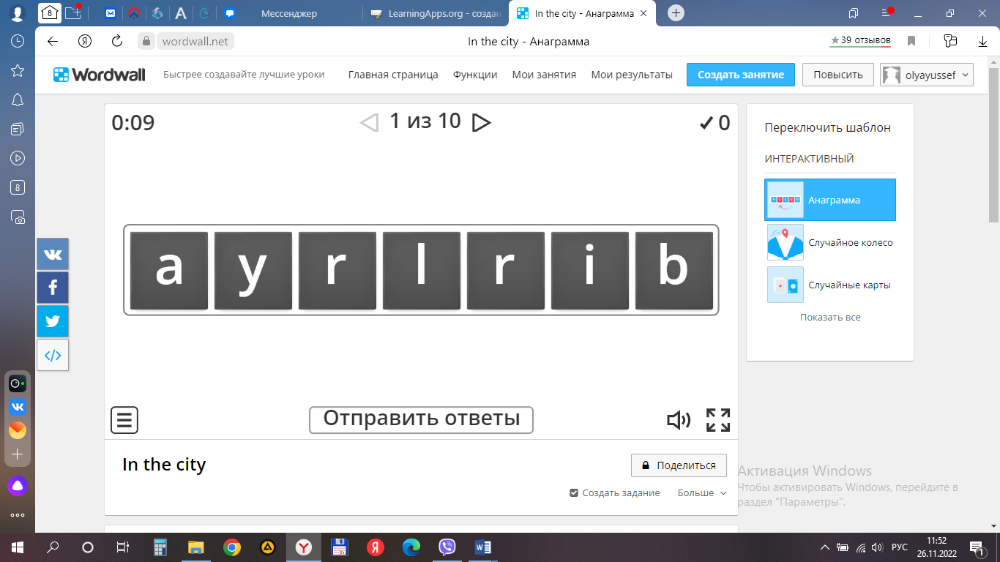 8 Мессенджер LearningApps.org - создан In the city - Анаграмма
wordwall.net In the city - Анаграмма 39 отзывов
Wordwall Быстрее создавайте лучшие уроки Главная страница Функции Мои занятия Мои результаты Создать занятие Повысить olyayussef
0:09 1 из 10 0
Переключить шаблон
ИНТЕРАКТИВНЫЙ
8
Анаграмма
Случайное колесо
a y r l r i b
Случайные карты
Показать все
Отправить ответы
In the city Поделиться
Создать задание Больше
Активация Windows
Чтобы активировать Windows, перейдите в
раздел "Параметры".
РУС 11:52
26.11.2022 1